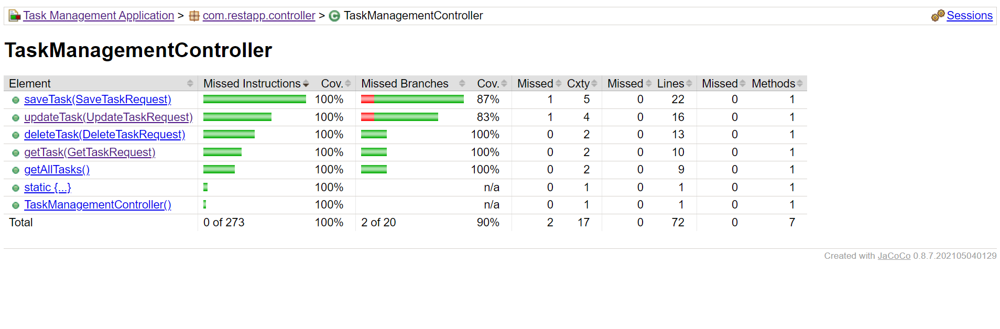 Task Management Application > com.restapp.controller > TaskManagementController Sessions
TaskManagementController
Element Missed Instructions Cov. Missed Branches Cov. Missed Cxty Missed Lines Missed Methods
saveTask(SaveTaskRequest) 100% 87% 1 5 0 22 0 1
updateTask(UpdateTaskRequest) 100% 83% 1 4 0 16 0 1
deleteTask(DeleteTaskRequest) 100% 100% 0 2 0 13 0 1
getTask(GetTaskRequest) 100% 100% 0 2 0 10 0 1
getAllTasks() 100% 100% 0 2 0 9 0 1
static {...} 100% n/a 0 1 0 1 0 1
TaskManagementController() 100% n/a 0 1 0 1 0 1
Total 0 of 273 100% 2 of 20 90% 2 17 0 72 0 7
Created with JaCoCo 0.8.7.202105040129